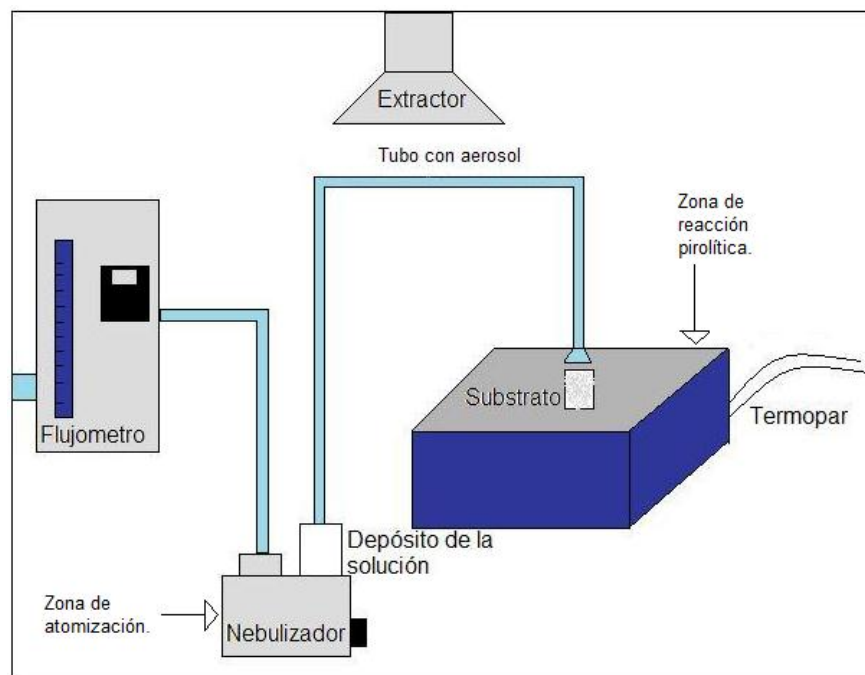 Extractor
Tubo con aerosol
Zona de
reacción
pirolítica.
Substrato
Termopar
Flujometro
Depósito de la
solución
Zona de
atomización.
Nebulizador